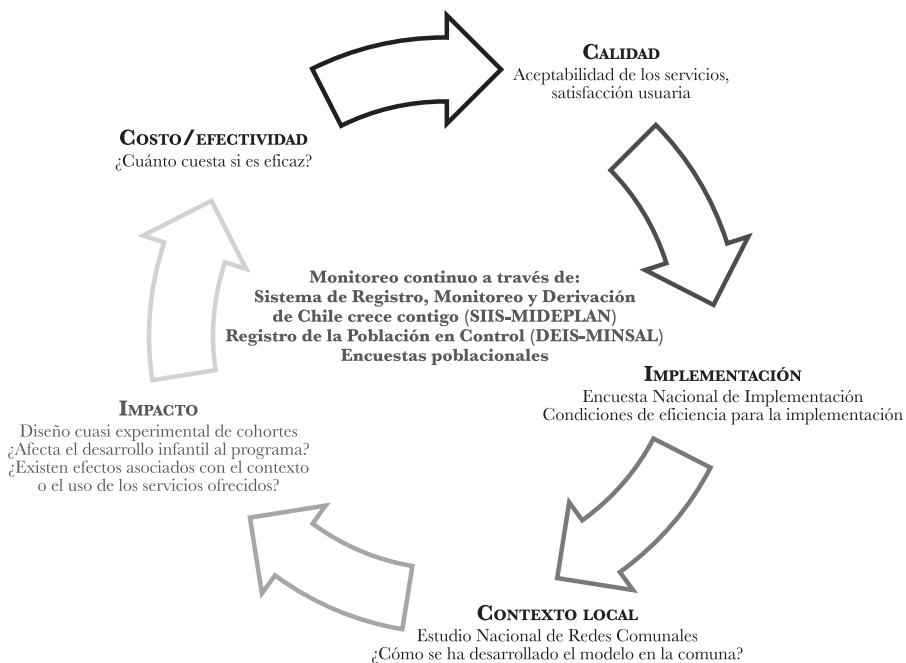 CALIDAD
Aceptabilidad de los servicios,
satisfacción usuaria
COSTO/EFECTIVIDAD
¿Cuánto cuesta si es eficaz?
Monitoreo continuo a través de:
Sistema de Registro, Monitoreo y Derivación
de Chile crece contigo (SIIS-MIDEPLAN)
Registro de la Población en Control (DEIS-MINSAL)
Encuestas poblacionales
IMPLEMENTACIÓN
Encuesta Nacional de Implementación
Condiciones de eficiencia para la implementación
IMPACTO
Diseño cuasi experimental de cohortes
¿Afecta el desarrollo infantil al programa?
¿Existen efectos asociados con el contexto
o el uso de los servicios ofrecidos?
CONTEXTO LOCAL
Estudio Nacional de Redes Comunales
¿Cómo se ha desarrollado el modelo en la comuna?